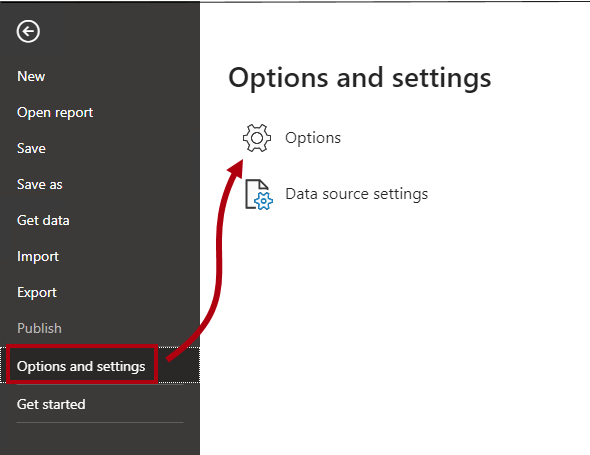 New
Open report
Save
Save as
Get data
Import
Export
Publish
Options and settings
Get started
Options and settings
Options
Data source settings